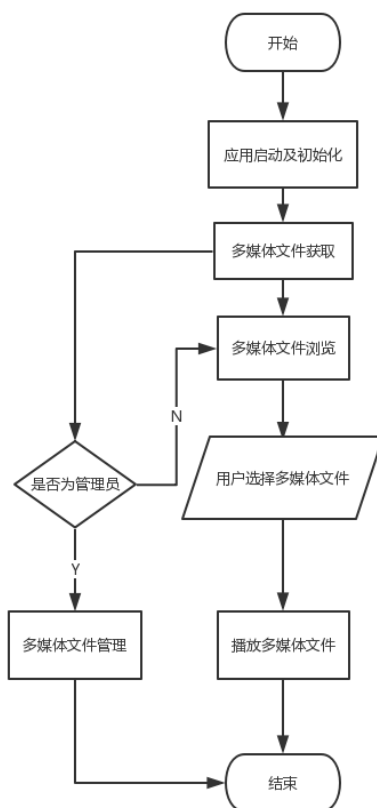 开始
应用启动及初始化
多媒体文件获取
多媒体文件浏览
N
是否为管理员
用户选择多媒体文件
Y
多媒体文件管理
播放多媒体文件
结束